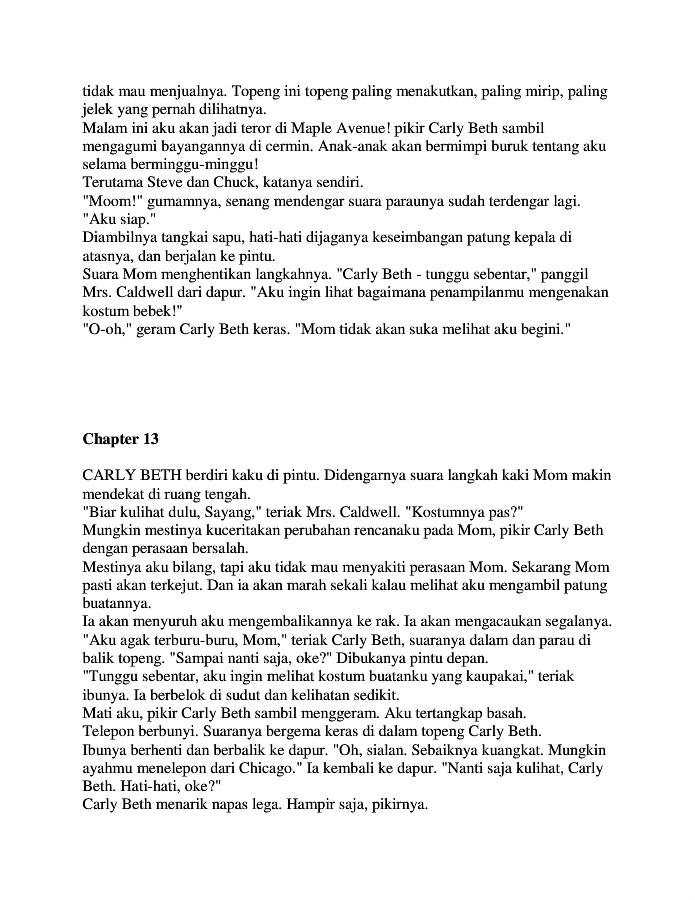 tidak mau menjualnya. Topeng ini topeng paling menakutkan, paling mirip, paling
jelek yang pernah dilihatnya.
Malam ini aku akan jadi teror di Maple Avenue! pikir Carly Beth sambil
mengagumi bayangannya di cermin. Anak-anak akan bermimpi buruk tentang aku
selama berminggu-minggu!
Terutama Steve dan Chuck, katanya sendiri.
"Moom!" gumamnya, senang mendengar suara paraunya sudah terdengar lagi.
"Aku siap."
Diambilnya tangkai sapu, hati-hati dijaganya keseimbangan patung kepala di
atasnya, dan berjalan ke pintu.
Suara Mom menghentikan langkahnya. "Carly Beth - tunggu sebentar," panggil
Mrs. Caldwell dari dapur. "Aku ingin lihat bagaimana penampilanmu mengenakan
kostum bebek!"
"O-oh," geram Carly Beth keras. "Mom tidak akan suka melihat aku begini."
Chapter 13
CARLY BETH berdiri kaku di pintu. Didengarnya suara langkah kaki Mom makin
mendekat di ruang tengah.
"Biar kulihat dulu, Sayang," teriak Mrs. Caldwell. "Kostumnya pas?"
Mungkin mestinya kuceritakan perubahan rencanaku pada Mom, pikir Carly Beth
dengan perasaan bersalah.
Mestinya aku bilang, tapi aku tidak mau menyakiti perasaan Mom. Sekarang Mom
pasti akan terkejut. Dan ia akan marah sekali kalau melihat aku mengambil patung
buatannya.
Ia akan menyuruh aku mengembalikannya ke rak. Ia akan mengacaukan segalanya.
"Aku agak terburu-buru, Mom," teriak Carly Beth, suaranya dalam dan parau di
balik topeng. "Sampai nanti saja, oke?" Dibukanya pintu depan.
"Tunggu sebentar, aku ingin melihat kostum buatanku yang kaupakai," teriak
ibunya. Ia berbelok di sudut dan kelihatan sedikit.
Mati aku, pikir Carly Beth sambil menggeram. Aku tertangkap basah.
Telepon berbunyi. Suaranya bergema keras di dalam topeng Carly Beth.
Ibunya berhenti dan berbalik ke dapur. "Oh, sialan. Sebaiknya kuangkat. Mungkin
ayahmu menelepon dari Chicago." Ia kembali ke dapur. "Nanti saja kulihat, Carly
Beth. Hati-hati, oke?"
Carly Beth menarik napas lega. Hampir saja, pikirnya.